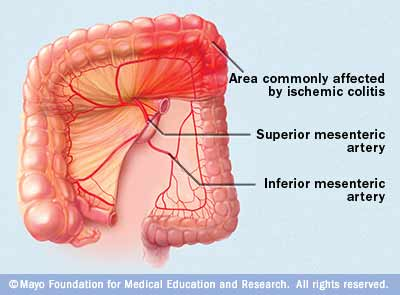 Area commonly affected
by ischemic colitis
Superior mesenteric
artery
Inferior mesenteric
artery
©Mayo Foundation for Medical Education and Research. All rights reserved.